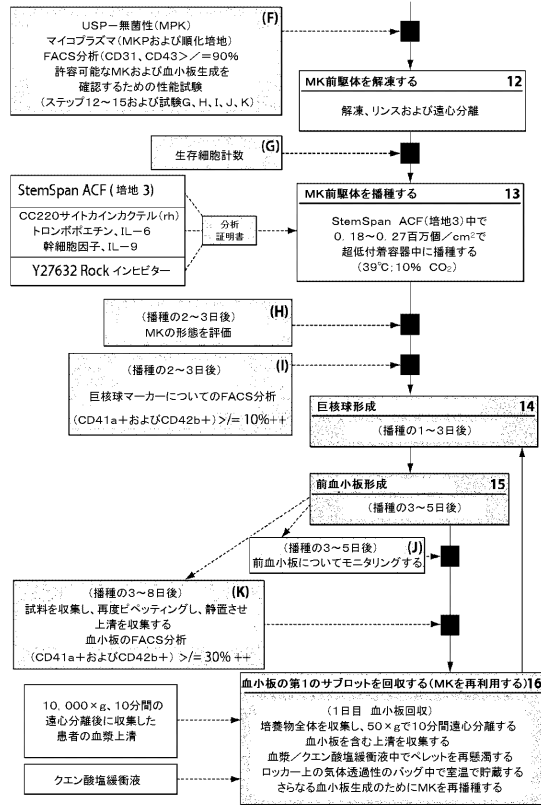 (F)
USP－無菌性(MPK)
マイコプラズマ(MKPおよび順化培地)
FACS分析(CD31、CD43>/=90%
許容可能なMKおよび血小板生成を
確認するための性能試験
(ステップ12～15および試験G、H、I、J、K)
MK前駆体を解凍する 12
解凍、リンスおよび遠心分離
生存細胞計数 (G)
StemSpan ACF(培地 3)
CC220サイトカインカクテル(rh)
トロンボポエチン、IL－6
幹細胞因子、IL－9
Y27632 Rock インヒビター
分析
証明書
MK前駆体を播種する 13
StemSpan ACF(培地3)中で
0.18～0.27百万個／cm²で
超低付着容器中に播種する
(39℃;10% CO₂)
(H)
(播種の2～3日後)
MKの形態を評価
(I)
(播種の2～3日後)
巨核球マーカーについてのFACS分析
(CD41a+およびCD42b+) >/= 10%++
巨核球形成 14
(播種の1～3日後)
前血小板形成 15
(播種の3～5日後)
(播種の3～5日後) (J)
前血小板についてモニタリングする
(播種の3～8日後) (K)
試料を収集し、再度ピペッティングし、静置させ
上清を収集する
血小板のFACS分析
(CD41a+およびCD42b+) >/= 30% ++
血小板の第1のサブロットを回収する(MKを再利用する) 16
(1日目 血小板回収)
培養物全体を収集し、50×gで10分間遠心分離する
血小板を含む上清を収集する
血漿／クエン酸塩緩衝液中でペレットを再懸濁する
ロッカー上の気体透過性のバッグ中で室温で貯蔵する
さらなる血小板生成のためにMKを再播種する
10,000×g、10分間の
遠心分離後に収集した
患者の血漿上清
クエン酸塩緩衝液